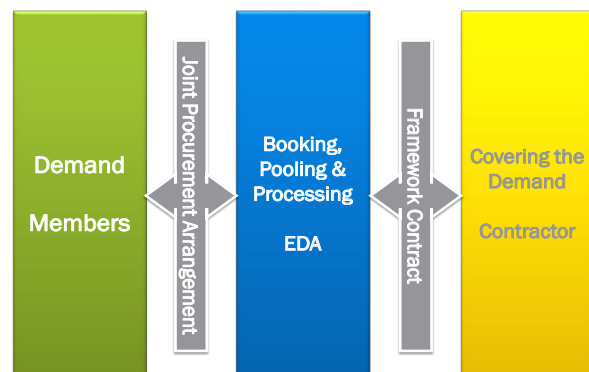 Demand
Members
Joint Procurement Arrangement
Booking,
Pooling &
Processing
EDA
Framework Contract
Covering the
Demand
Contractor